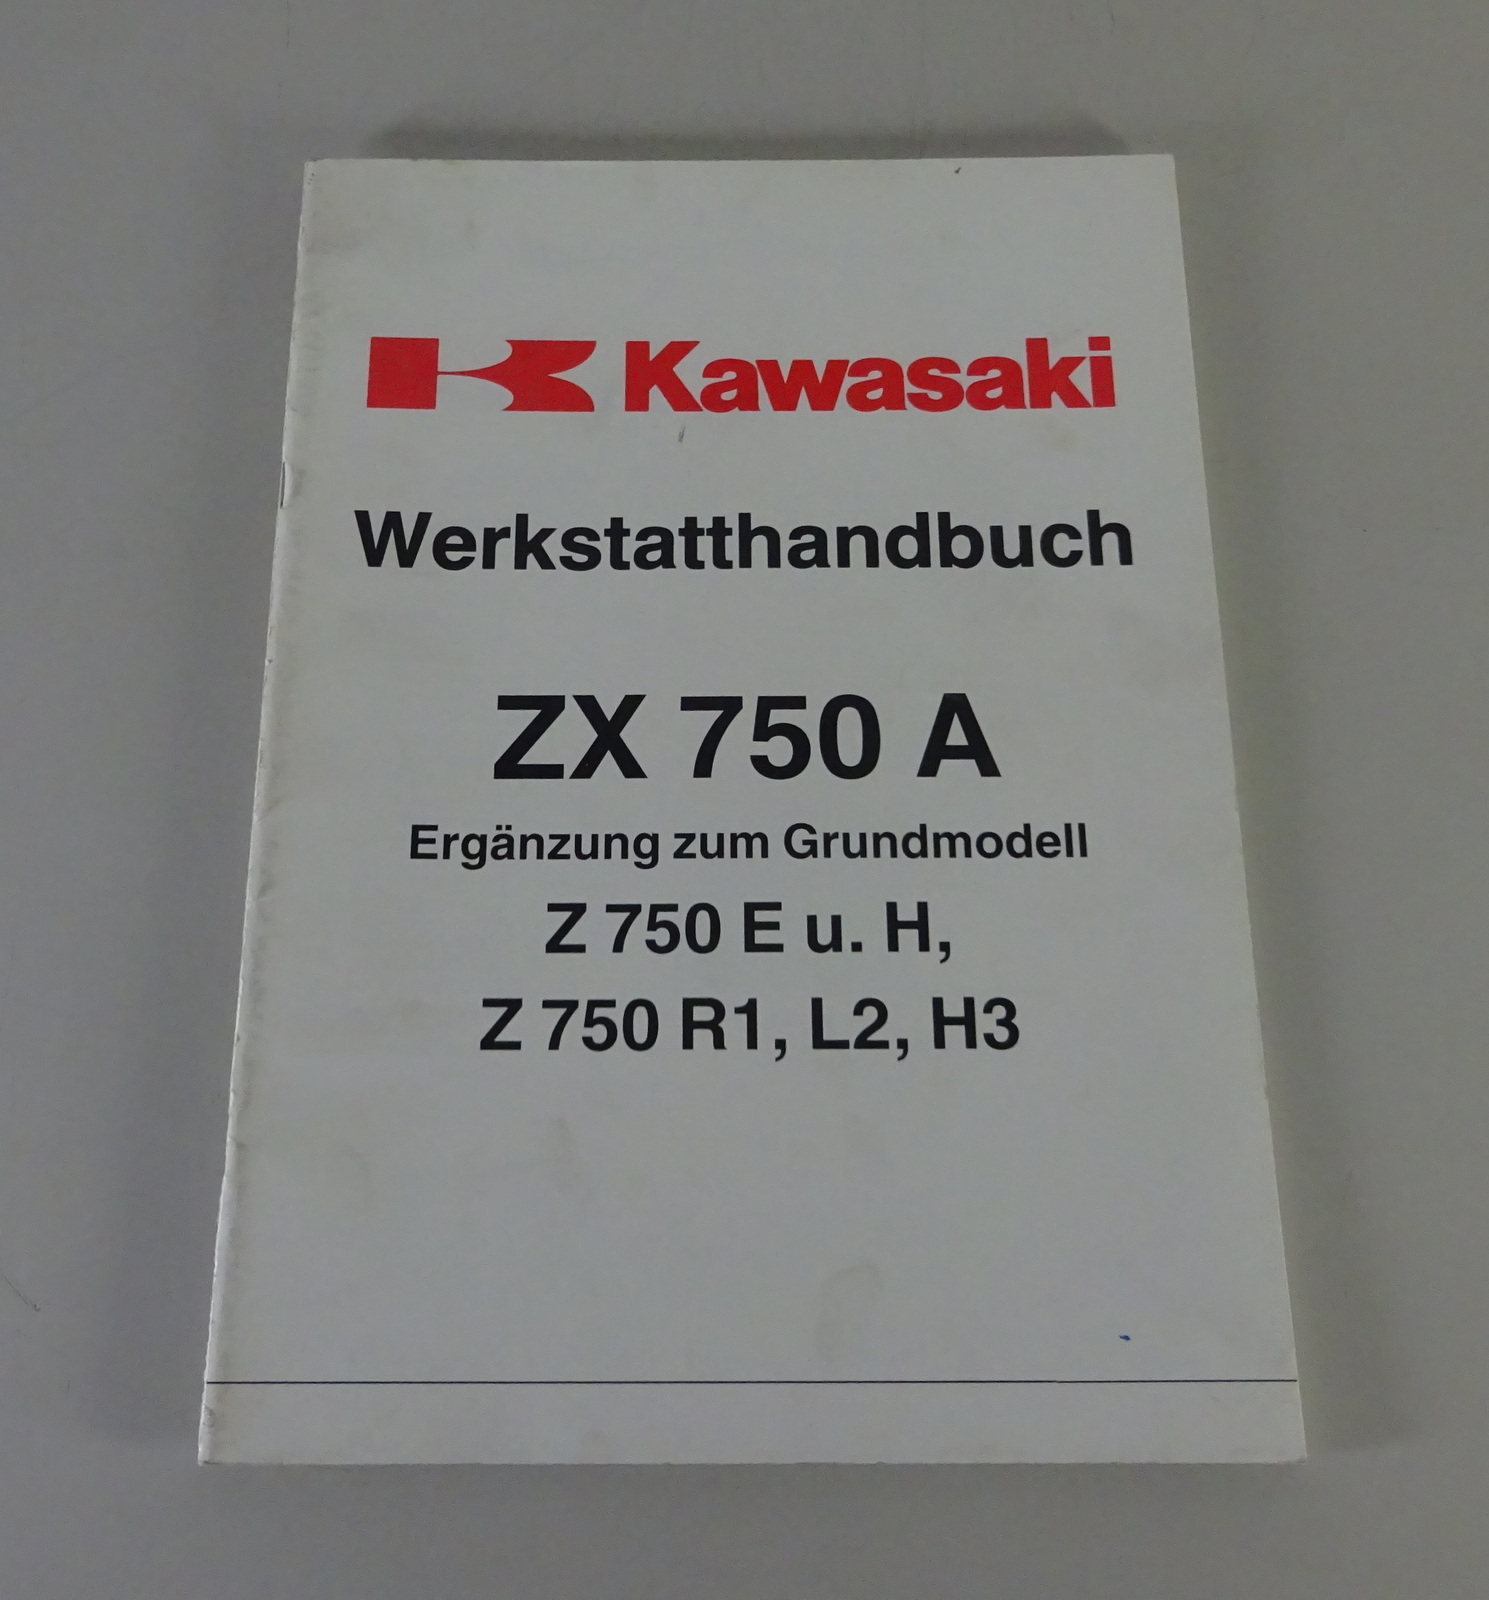 Kawasaki
Werkstatthandbuch
ZX 750 A
Ergänzung zum Grundmodell
Z 750 E u. H,
Z 750 R1, L2, H3